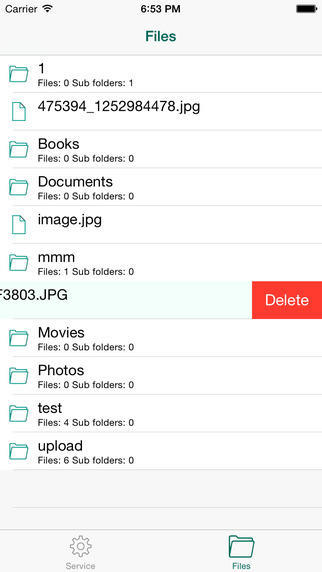 Carrier 6:53 PM
Files
1
Files: 0 Sub folders: 1
475394_1252984478.jpg
Books
Files: 0 Sub folders: 0
Documents
Files: 0 Sub folders: 0
image.jpg
mmm
Files: 1 Sub folders: 0
F3803.JPG Delete
Movies
Files: 0 Sub folders: 0
Photos
Files: 0 Sub folders: 0
test
Files: 4 Sub folders: 0
upload
Files: 6 Sub folders: 0
Service Files